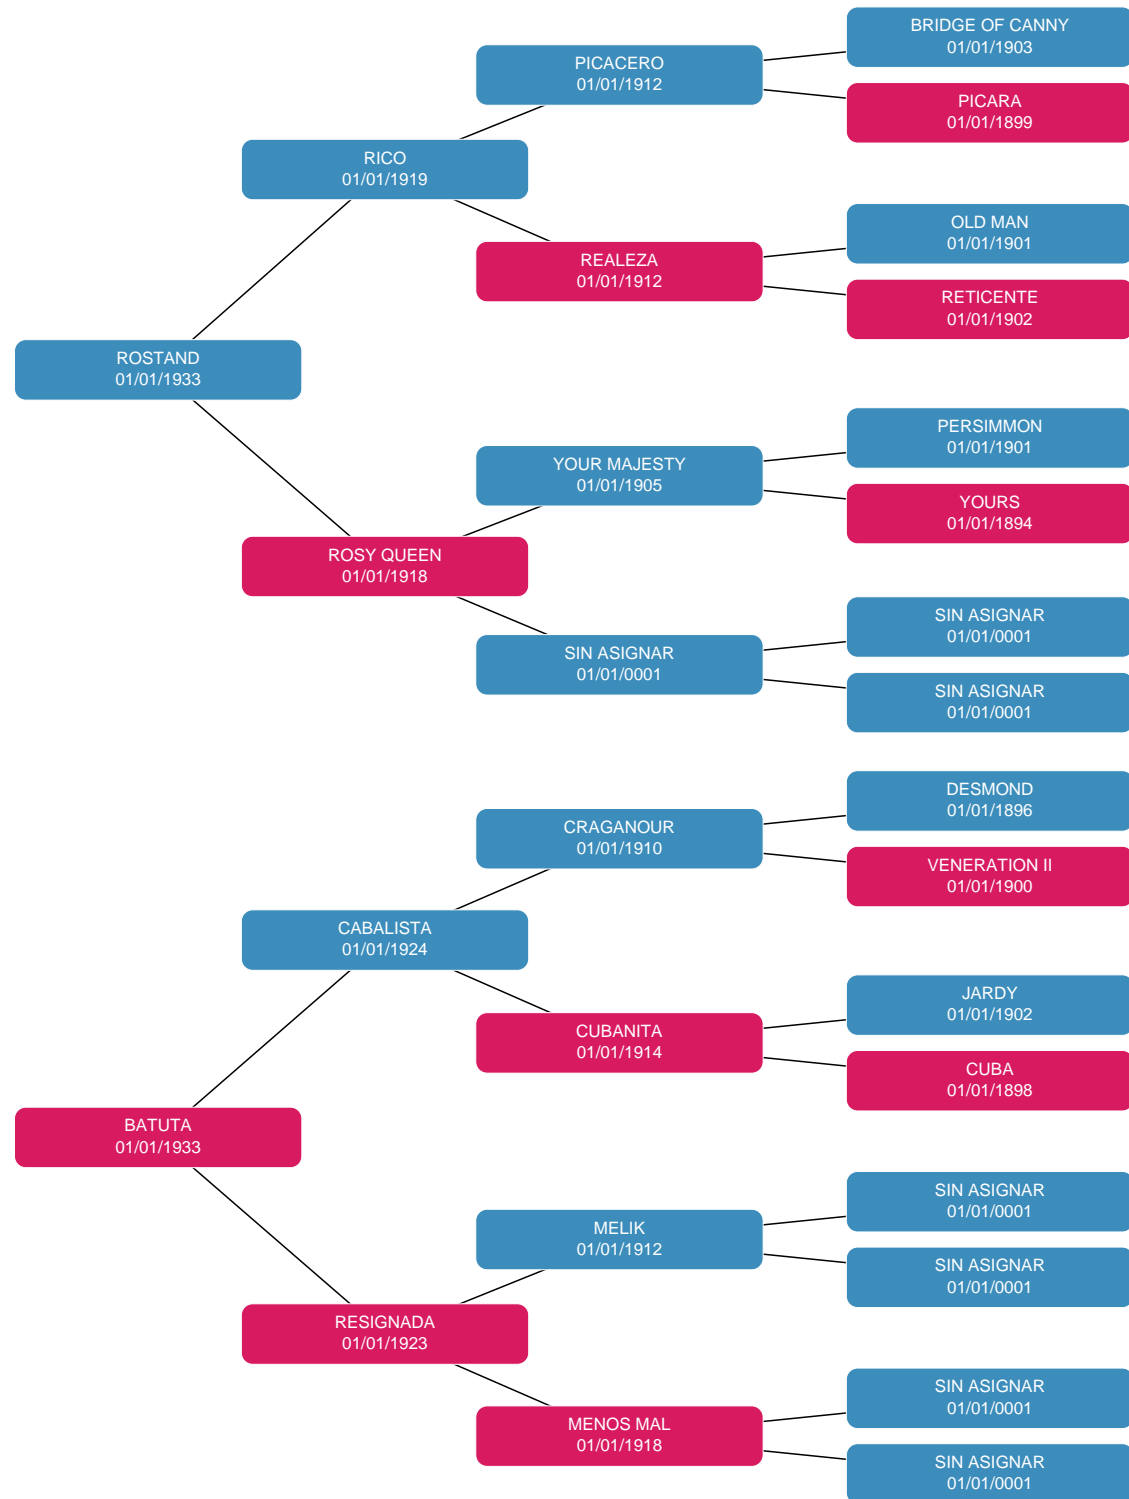 BRIDGE OF CANNY
01/01/1903
PICACERO
01/01/1912
PICARA
01/01/1899
RICO
01/01/1919
OLD MAN
01/01/1901
REALEZA
01/01/1912
RETICENTE
01/01/1902
ROSTAND
01/01/1933
PERSIMMON
01/01/1901
YOUR MAJESTY
01/01/1905
YOURS
01/01/1894
ROSY QUEEN
01/01/1918
SIN ASIGNAR
01/01/0001
SIN ASIGNAR
01/01/0001
SIN ASIGNAR
01/01/0001
DESMOND
01/01/1896
CRAGANOUR
01/01/1910
VENERATION II
01/01/1900
CABALISTA
01/01/1924
JARDY
01/01/1902
CUBANITA
01/01/1914
CUBA
01/01/1898
BATUTA
01/01/1933
SIN ASIGNAR
01/01/0001
MELIK
01/01/1912
SIN ASIGNAR
01/01/0001
RESIGNADA
01/01/1923
SIN ASIGNAR
01/01/0001
MENOS MAL
01/01/1918
SIN ASIGNAR
01/01/0001